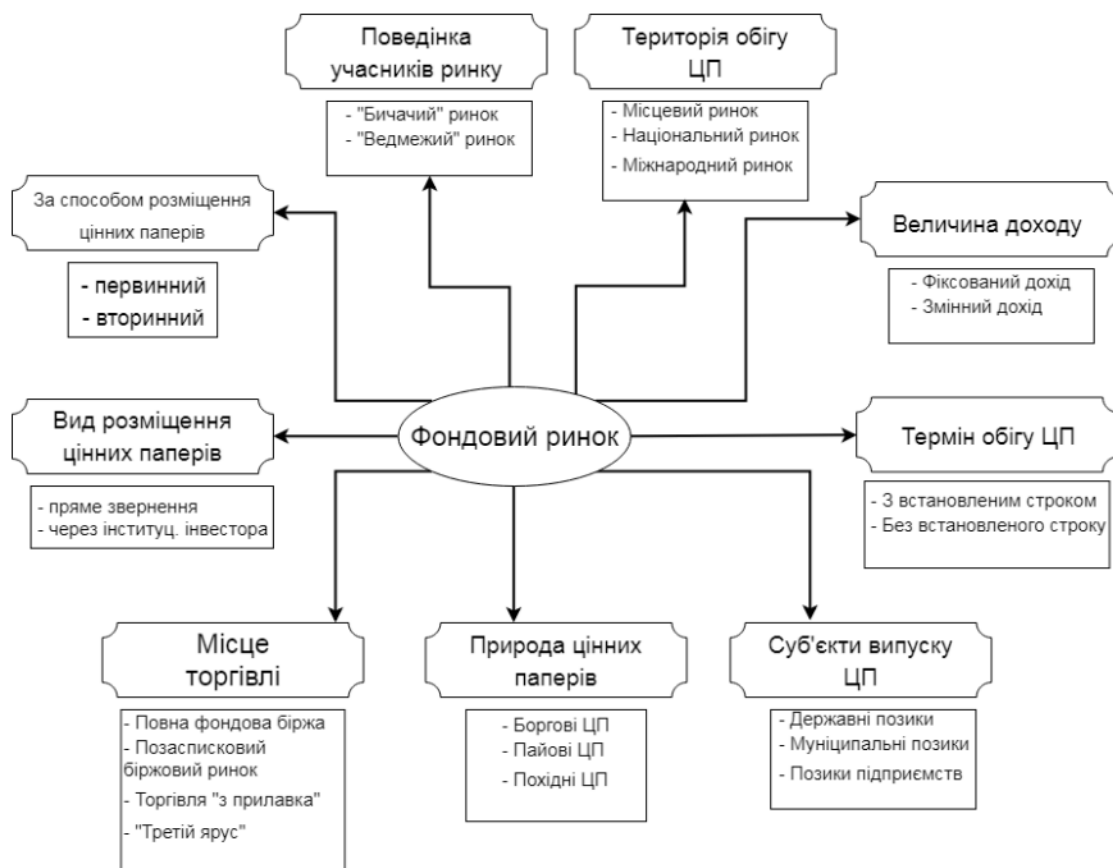 Поведінка
учасників ринку
- "Бичачий" ринок
- "Ведмежий" ринок
Територія обігу
ЦП
- Місцевий ринок
- Національний ринок
- Міжнародний ринок
За способом розміщення
цінних паперів
- первинний
- вторинний
Величина доходу
- Фіксований дохід
- Змінний дохід
Вид розміщення
цінних паперів
- пряме звернення
- через інституц. інвестора
Фондовий ринок
Термін обігу ЦП
- З встановленим строком
- Без встановленого строку
Місце
торгівлі
- Повна фондова біржа
- Позасписковий
біржовий ринок
- Торгівля "з прилавка"
- "Третій ярус"
Природа цінних
паперів
- Боргові ЦП
- Пайові ЦП
- Похідні ЦП
Суб'єкти випуску
ЦП
- Державні позики
- Муніципальні позики
- Позики підприємств